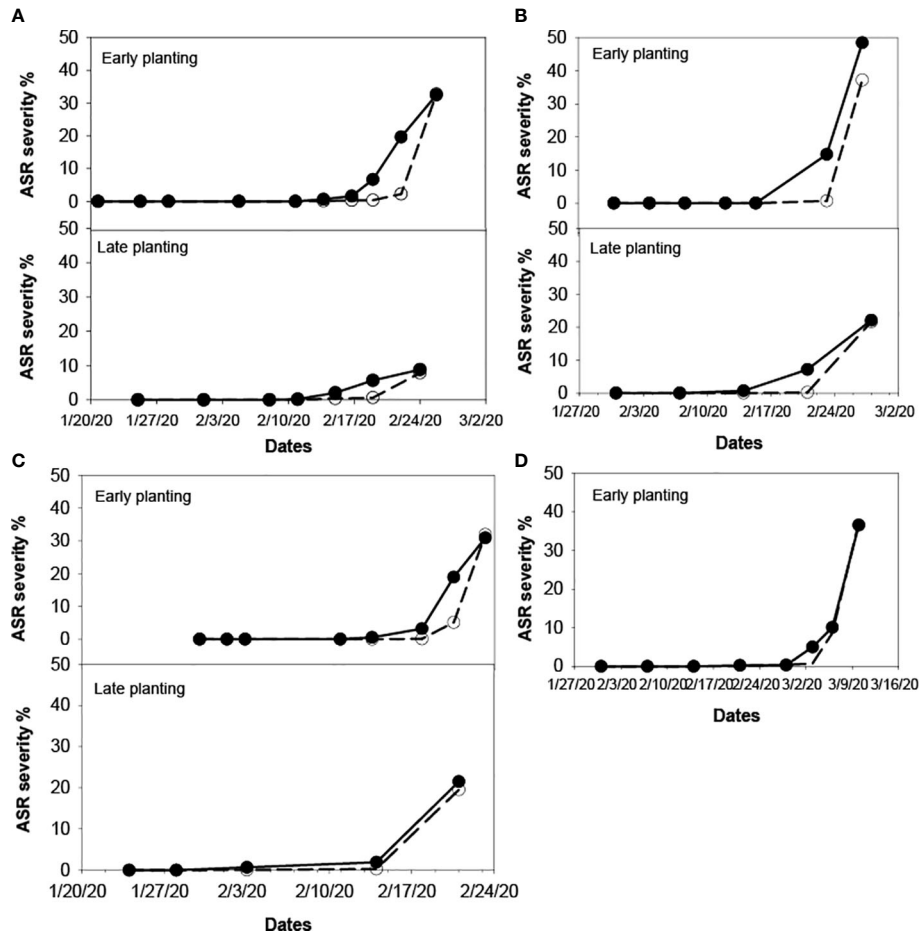 A
ASR severity %
50
40
30
20
10
0
Early planting
ASR severity %
50
40
30
20
10
0
Late planting
1/20/20 1/27/20 2/3/20 2/10/20 2/17/20 2/24/20 3/2/20
Dates
B
ASR severity %
50
40
30
20
10
0
Early planting
ASR severity %
50
40
30
20
10
0
Late planting
1/27/20 2/3/20 2/10/20 2/17/20 2/24/20 3/2/20
Dates
C
ASR severity %
50
40
30
20
10
0
Early planting
ASR severity %
50
40
30
20
10
0
Late planting
1/20/20 1/27/20 2/3/20 2/10/20 2/17/20 2/24/20
Dates
D
ASR severity %
50
40
30
20
10
0
Early planting
1/27/20 2/3/20 2/10/20 2/17/20 2/24/20 3/2/20 3/9/20 3/16/20
Dates